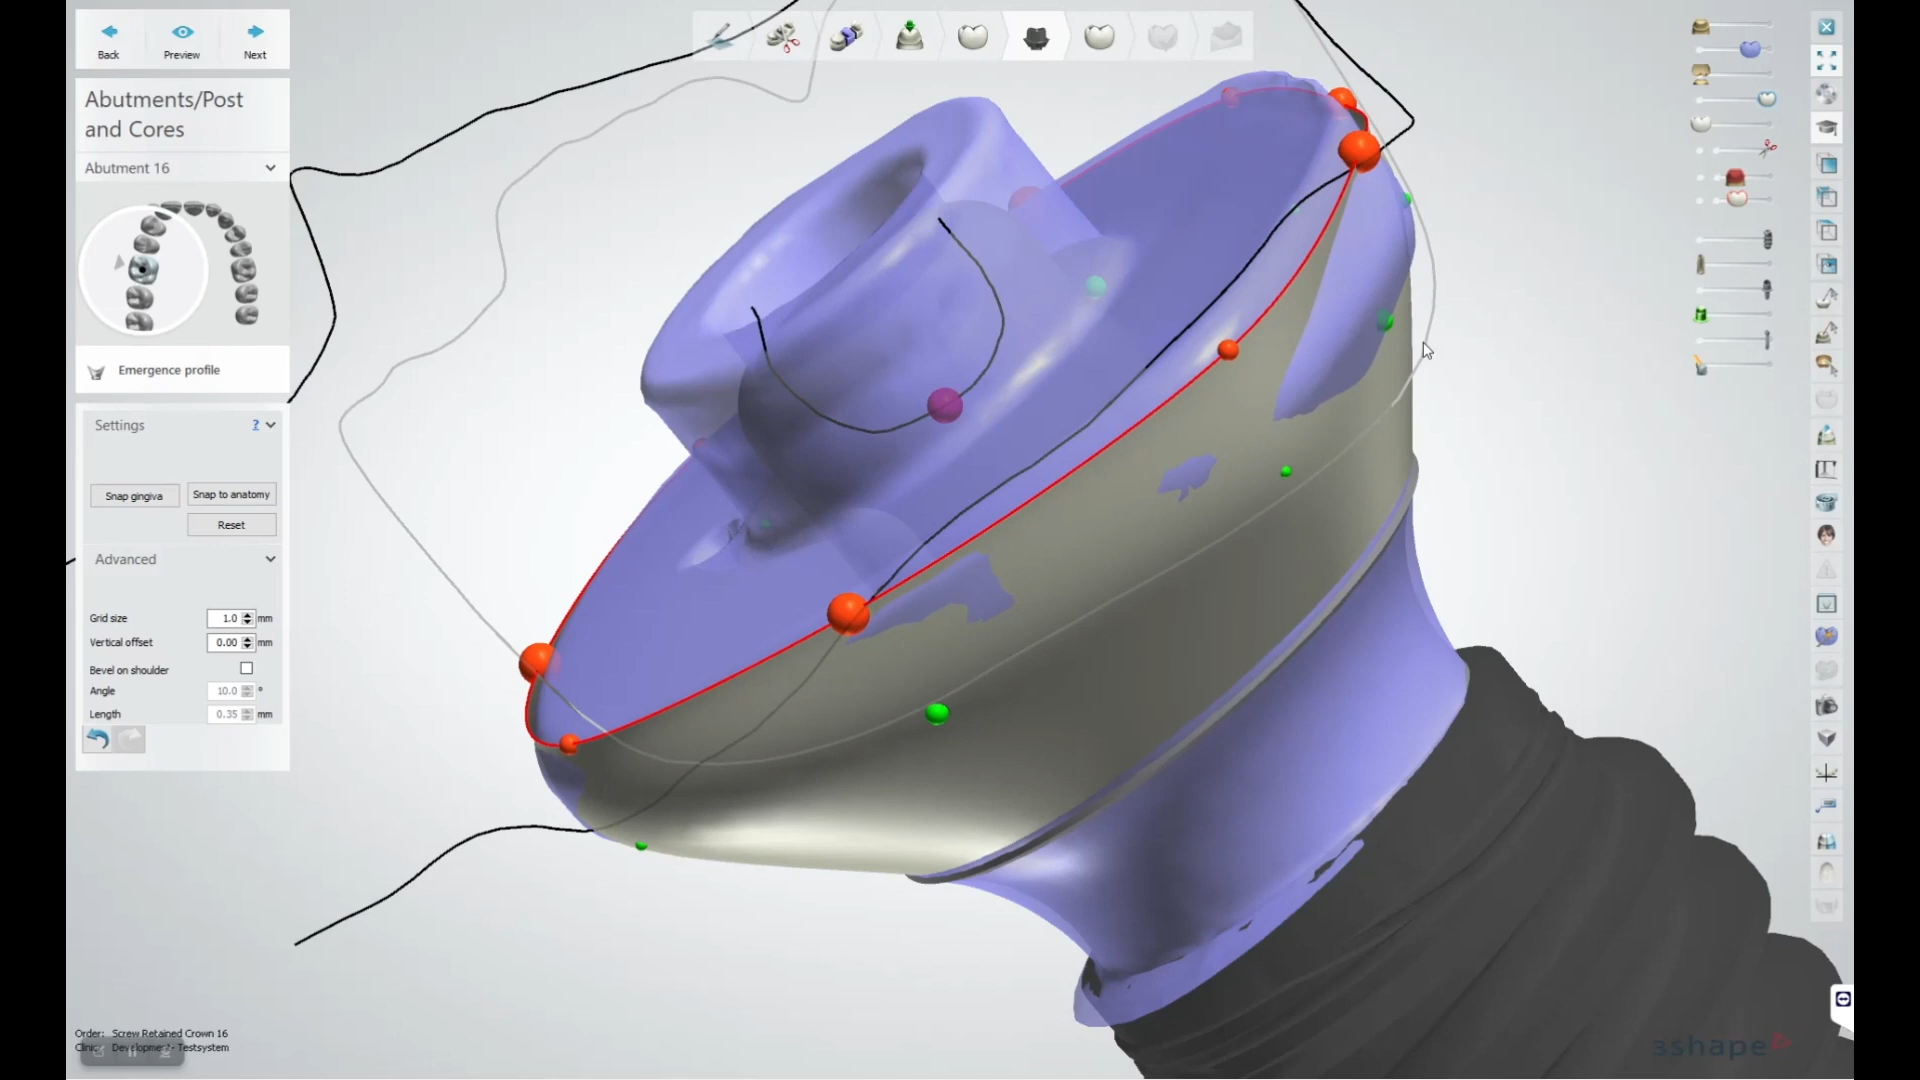 Back
Preview
Next
Abutments/Post
and Cores
Abutment 16
Emergence profile
Settings
?
Snap gingiva
Snap to anatomy
Reset
Advanced
Grid size 1.0 mm
Vertical offset 0.00 mm
Bevel on shoulder
Angle 10.0 °
Length 0.35 mm
Order: Screw Retained Crown 16
Clinic: Development - Testsystem
3shape